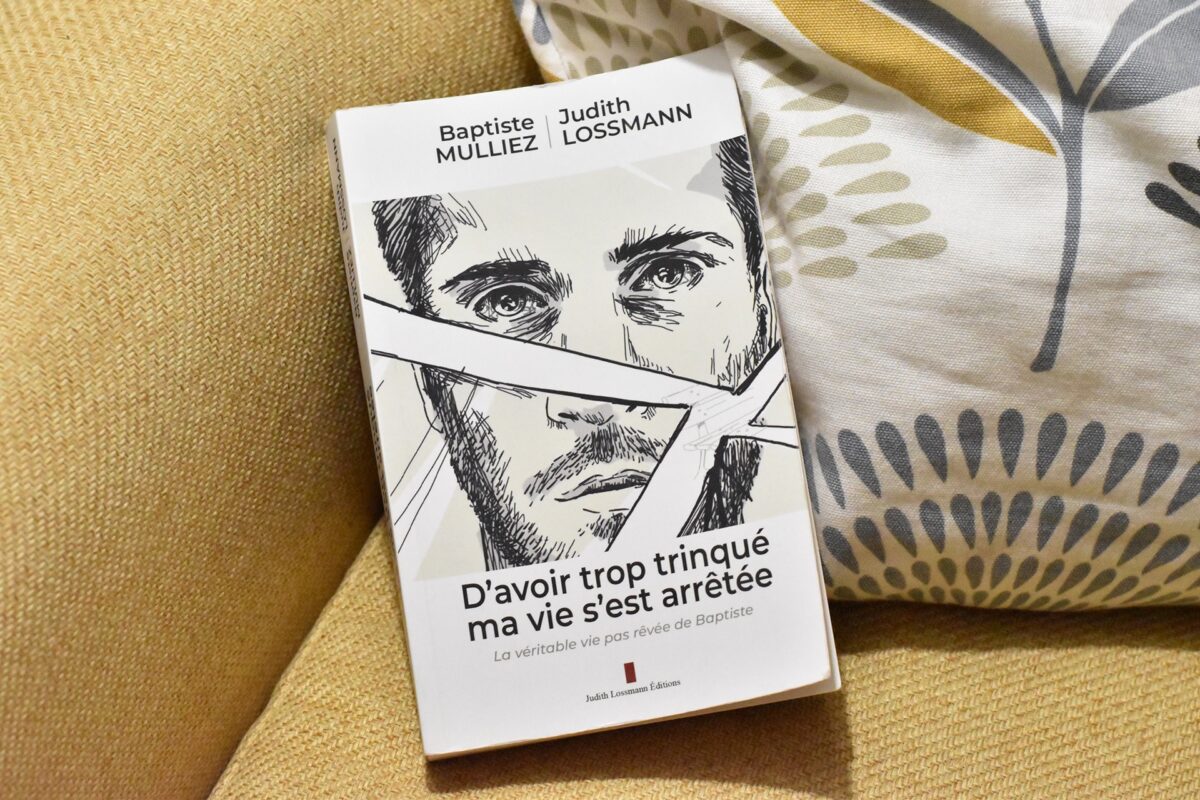 Baptiste
MULLIEZ
Judith
LOSSMANN
D'avoir trop trinqué
ma vie s'est arrêtée
La véritable vie pas rêvée de Baptiste
Judith Lossmann Éditions